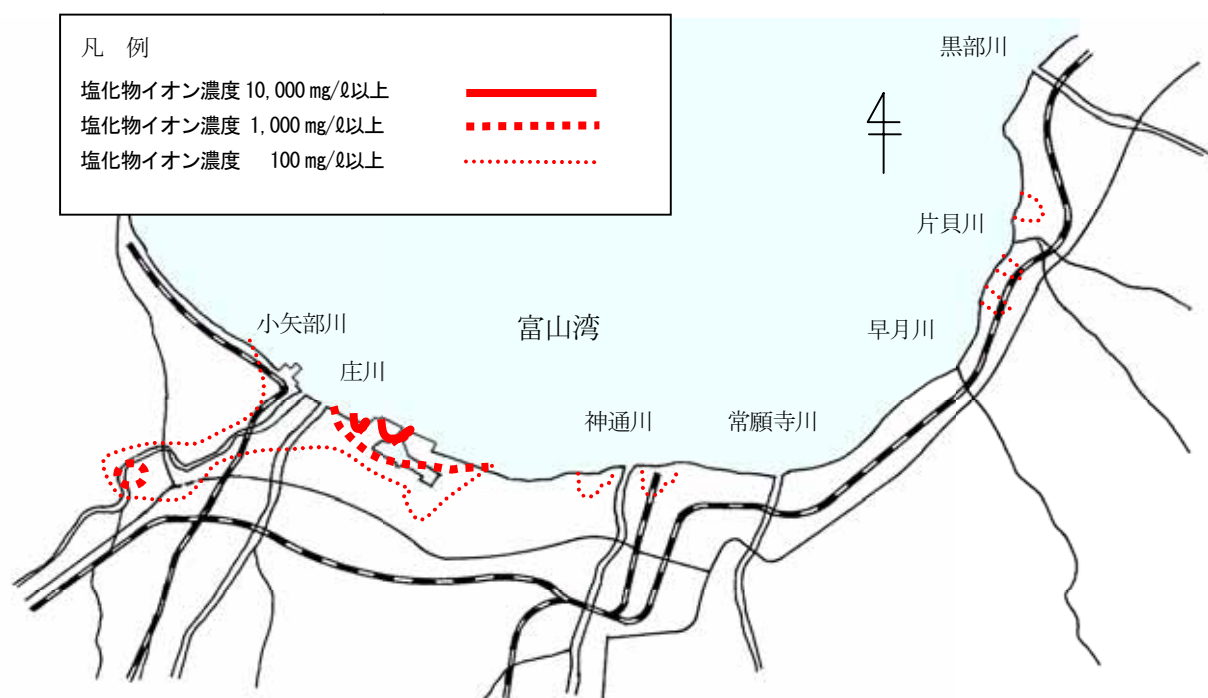 凡 例
塩化物イオン濃度 10,000 ㎎/ℓ以上
塩化物イオン濃度 1,000 ㎎/ℓ以上
塩化物イオン濃度 100 ㎎/ℓ以上
黒部川
片貝川
小矢部川
富山湾
早月川
庄川
神通川
常願寺川